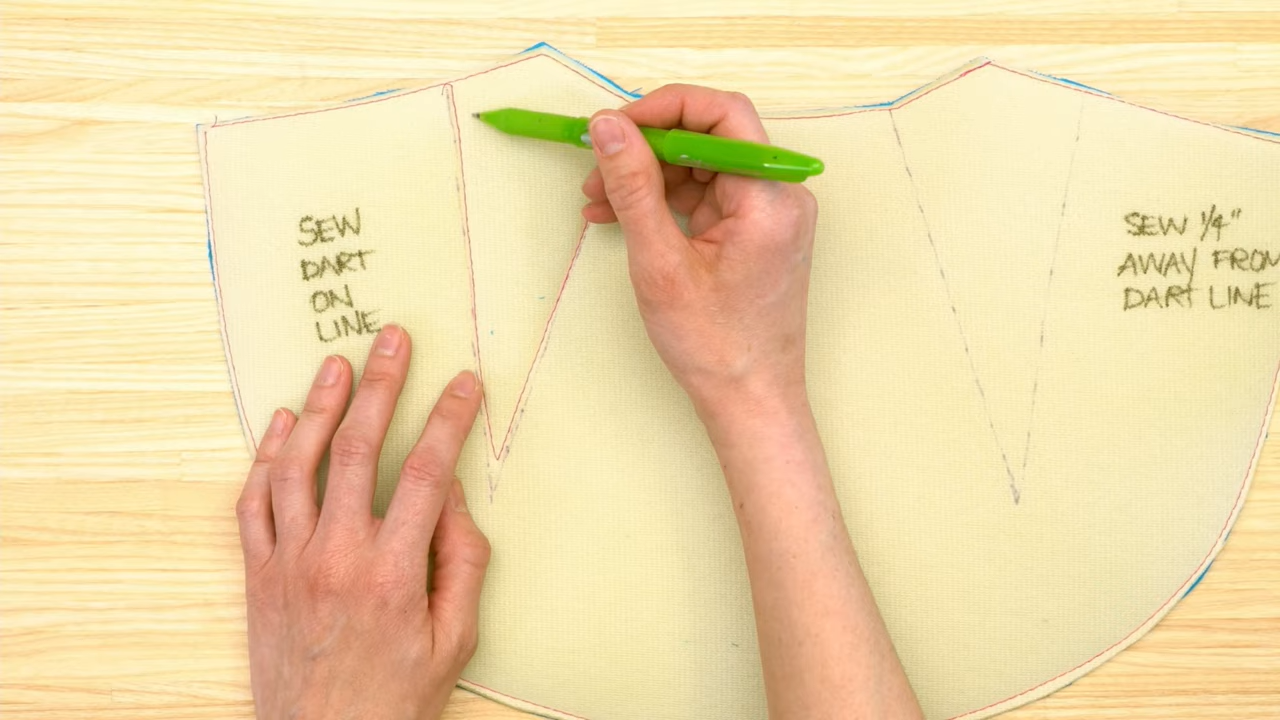 SEW
DART
ON
LINE
SEW 1/4"
AWAY FROM
DART LINE